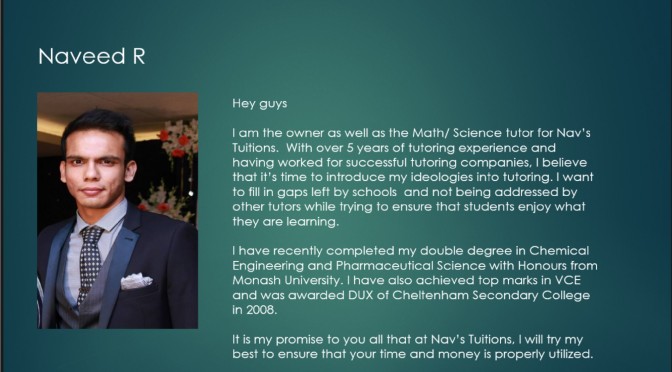 Naveed R
Hey guys
I am the owner as well as the Math/ Science tutor for Nav's
Tuitions.  With over 5 years of tutoring experience and
having worked for successful tutoring companies, I believe
that it's time to introduce my ideologies into tutoring. I want
to fill in gaps left by schools  and not being addressed by
other tutors while trying to ensure that students enjoy what
they are learning.
I have recently completed my double degree in Chemical
Engineering and Pharmaceutical Science with Honours from
Monash University. I have also achieved top marks in VCE
and was awarded DUX of Cheltenham Secondary College
in 2008.
It is my promise to you all that at Nav's Tuitions, I will try my
best to ensure that your time and money is properly utilized.